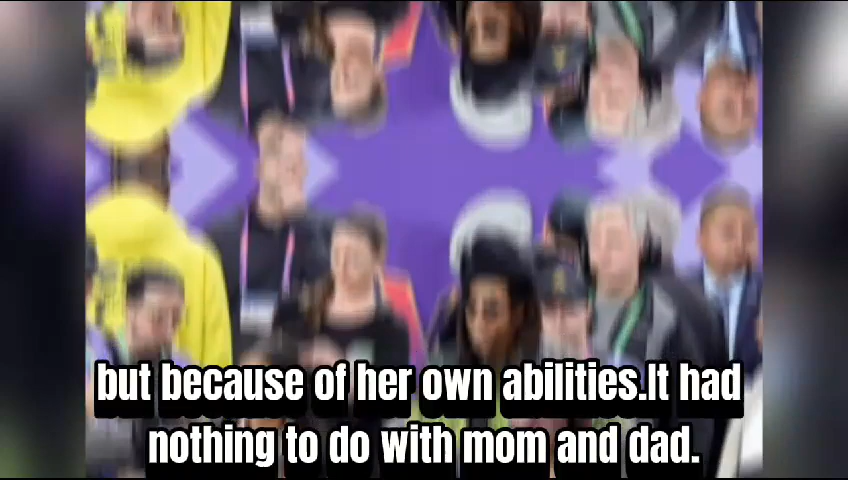 but because of her own abilities.It had
nothing to do with mom and dad.